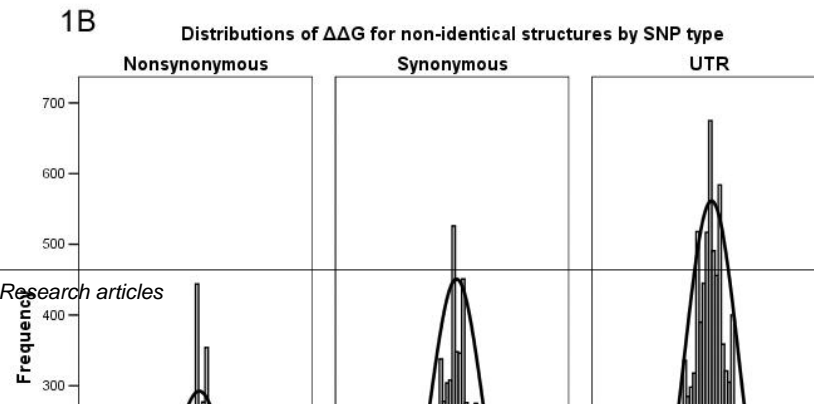 1B
Distributions of ΔΔG for non-identical structures by SNP type
Nonsynonymous Synonymous UTR
700
600
500
Research articles
400
Frequency
300